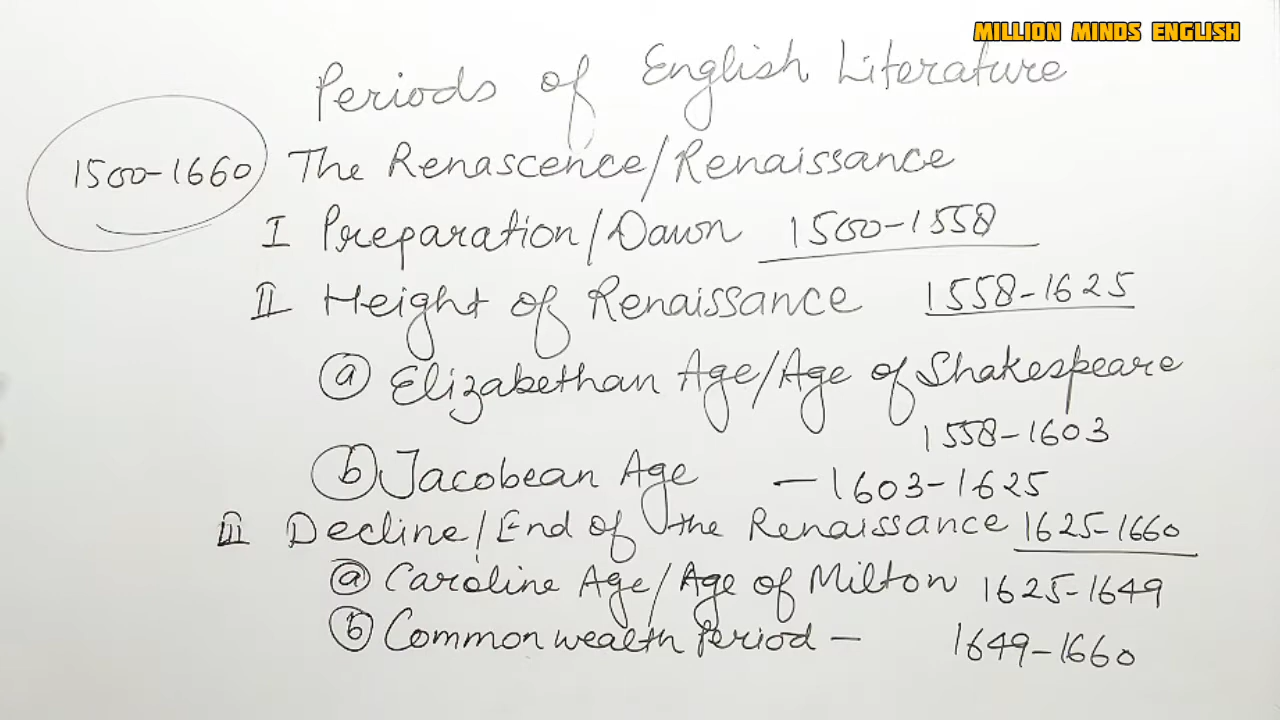 MILLION MINDS ENGLISH
Periods of English Literature
1500-1660 The Renascence/Renaissance
I Preparation/Dawn 1500-1558
II Height of Renaissance 1558-1625
(a) Elizabethan Age/Age of Shakespeare
1558-1603
(b) Jacobean Age - 1603-1625
III Decline/End of the Renaissance 1625-1660
(a) Caroline Age/Age of Milton 1625-1649
(b) Commonwealth Period - 1649-1660